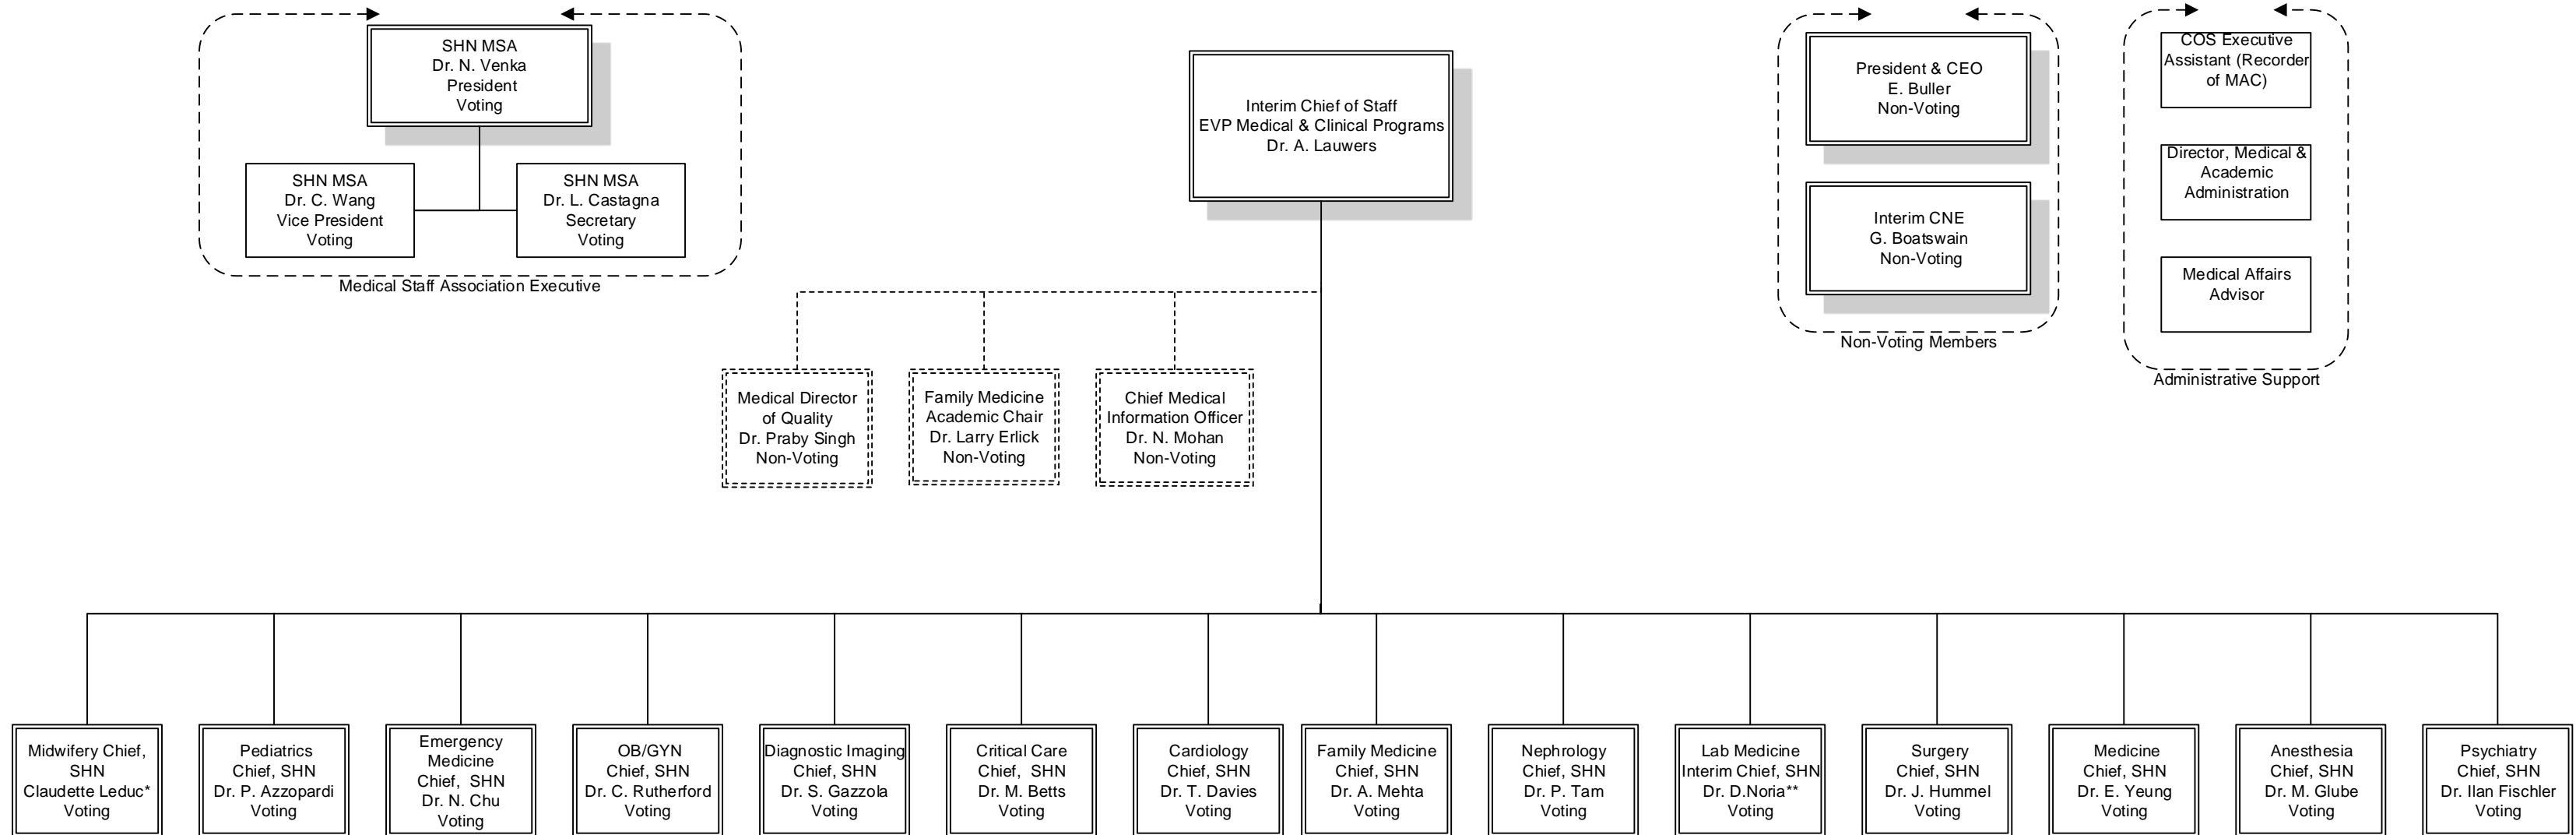 SHN MSA
Dr. N. Venka
President
Voting
SHN MSA
Dr. C. Wang
Vice President
Voting
SHN MSA
Dr. L. Castagna
Secretary
Voting
Medical Staff Association Executive
Interim Chief of Staff
EVP Medical & Clinical Programs
Dr. A. Lauwers
President & CEO
E. Buller
Non-Voting
Interim CNE
G. Boatswain
Non-Voting
Non-Voting Members
COS Executive
Assistant (Recorder
of MAC)
Director, Medical &
Academic
Administration
Medical Affairs
Advisor
Administrative Support
Medical Director
of Quality
Dr. Praby Singh
Non-Voting
Family Medicine
Academic Chair
Dr. Larry Erlick
Non-Voting
Chief Medical
Information Officer
Dr. N. Mohan
Non-Voting
Midwifery Chief,
SHN
Claudette Leduc*
Voting
Pediatrics
Chief, SHN
Dr. P. Azzopardi
Voting
Emergency
Medicine
Chief, SHN
Dr. N. Chu
Voting
OB/GYN
Chief, SHN
Dr. C. Rutherford
Voting
Diagnostic Imaging
Chief, SHN
Dr. S. Gazzola
Voting
Critical Care
Chief, SHN
Dr. M. Betts
Voting
Cardiology
Chief, SHN
Dr. T. Davies
Voting
Family Medicine
Chief, SHN
Dr. A. Mehta
Voting
Nephrology
Chief, SHN
Dr. P. Tam
Voting
Lab Medicine
Interim Chief, SHN
Dr. D.Noria**
Voting
Surgery
Chief, SHN
Dr. J. Hummel
Voting
Medicine
Chief, SHN
Dr. E. Yeung
Voting
Anesthesia
Chief, SHN
Dr. M. Glube
Voting
Psychiatry
Chief, SHN
Dr. Ilan Fischler
Voting